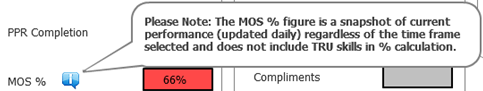 Please Note: The MOS % figure is a snapshot of current
performance (updated daily) regardless of the time frame
selected and does not include TRU skills in % calculation.
PPR Completion
MOS %
66%
Compliments